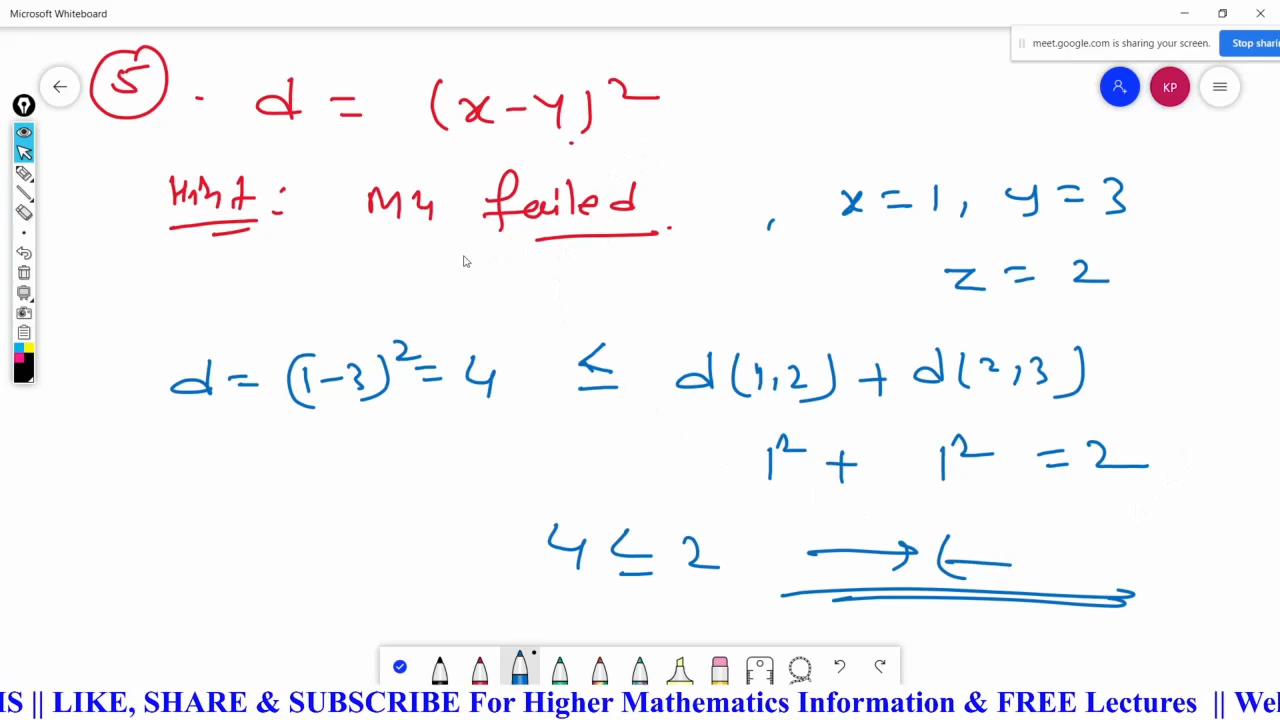 Microsoft Whiteboard
meet.google.com is sharing your screen.
Stop sharin
KP
⑤ . d = (x-y)²
Hint: M4 failed.
, x = 1, y = 3
z = 2
d = (1-3)² = 4 ≤ d(1,2) + d(2,3)
1² + 1² = 2
4 ≤ 2 →←
IS || LIKE, SHARE & SUBSCRIBE For Higher Mathematics Information & FREE Lectures || Wel